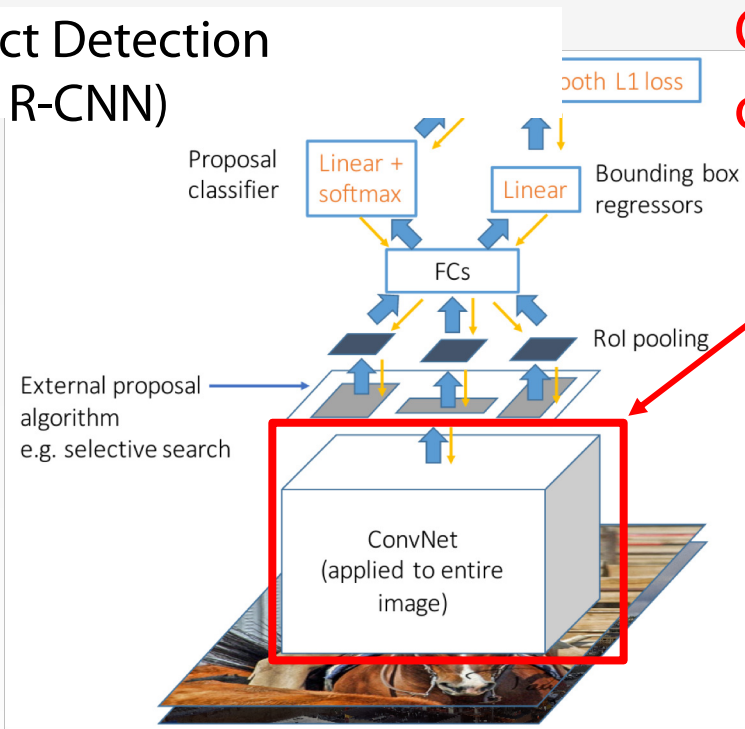 ct Detection
R-CNN)
ooth L1 loss
Proposal
classifier
Linear +
softmax
Linear
Bounding box
regressors
FCs
RoI pooling
External proposal
algorithm
e.g. selective search
ConvNet
(applied to entire
image)